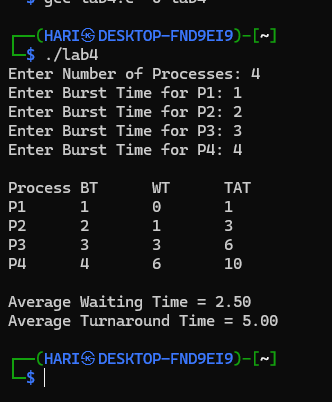 └─$ gcc lab4.c -o lab4
┌──(HARI㉿DESKTOP-FND9EI9)-[~]
└─$ ./lab4
Enter Number of Processes: 4
Enter Burst Time for P1: 1
Enter Burst Time for P2: 2
Enter Burst Time for P3: 3
Enter Burst Time for P4: 4
Process BT WT TAT
P1 1 0 1
P2 2 1 3
P3 3 3 6
P4 4 6 10
Average Waiting Time = 2.50
Average Turnaround Time = 5.00
┌──(HARI㉿DESKTOP-FND9EI9)-[~]
└─$